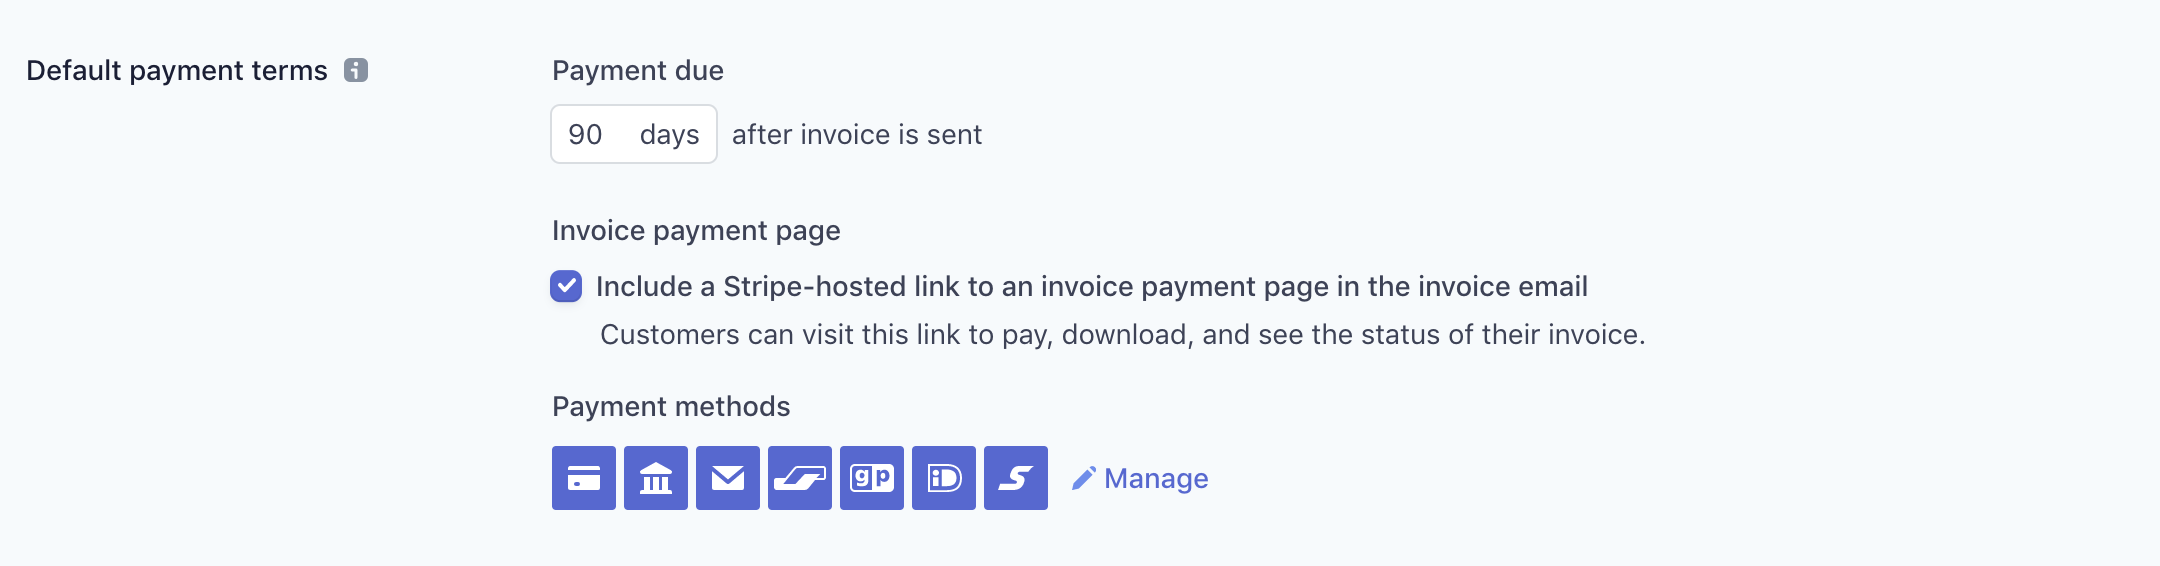 Default payment terms
Payment due
90 days after invoice is sent
Invoice payment page
Include a Stripe-hosted link to an invoice payment page in the invoice email
Customers can visit this link to pay, download, and see the status of their invoice.
Payment methods
gp iD S Manage